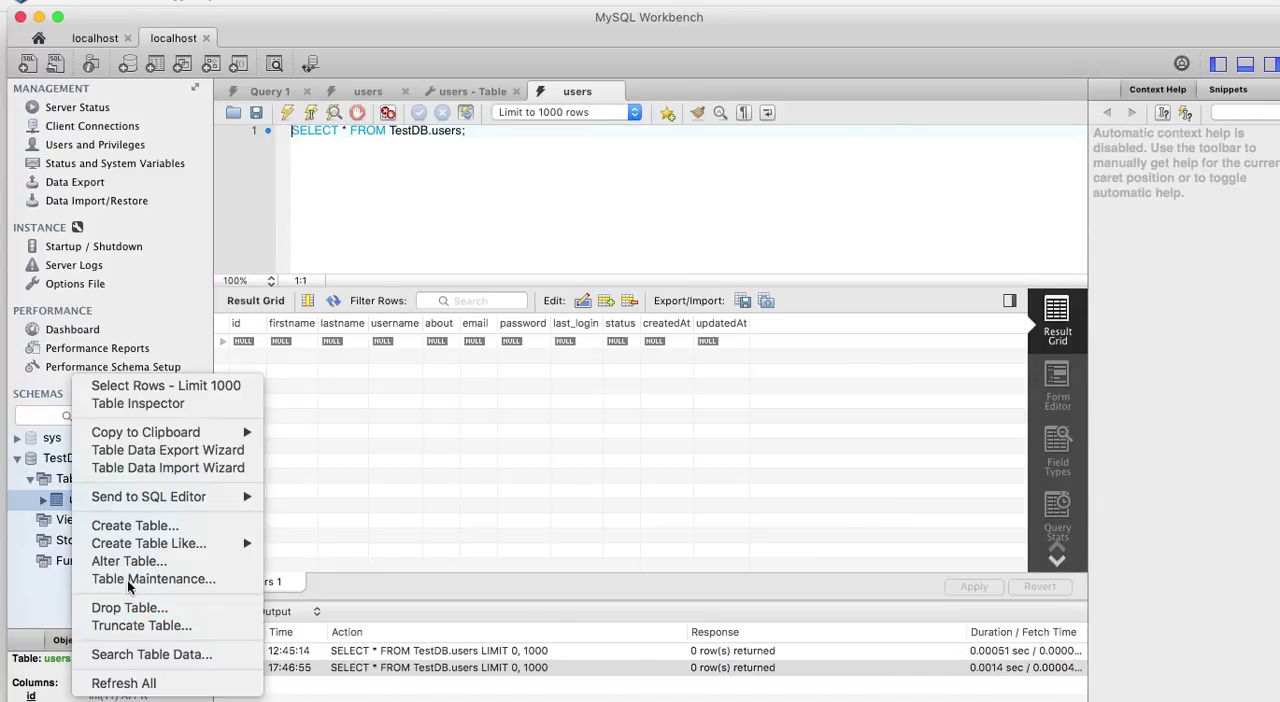 MySQL Workbench
localhost
localhost
MANAGEMENT
Server Status
Client Connections
Users and Privileges
Status and System Variables
Data Export
Data Import/Restore
INSTANCE
Startup / Shutdown
Server Logs
Options File
PERFORMANCE
Dashboard
Performance Reports
Performance Schema Setup
SCHEMAS
sys
TestD
Tab
Vie
Sto
Fu
Obje
Table: users
Columns:
id
Select Rows - Limit 1000
Table Inspector
Copy to Clipboard
Table Data Export Wizard
Table Data Import Wizard
Send to SQL Editor
Create Table...
Create Table Like...
Alter Table...
Table Maintenance...
Drop Table...
Truncate Table...
Search Table Data...
Refresh All
Query 1 users users - Table users
Limit to 1000 rows
1 SELECT * FROM TestDB.users;
100% 1:1
Result Grid Filter Rows: Search Edit: Export/Import:
id firstname lastname username about email password last_login status createdAt updatedAt
NULL NULL NULL NULL NULL NULL NULL NULL NULL NULL NULL
Result
Grid
Form
Editor
Field
Types
Query
Stats
ers 1 Apply Revert
utput
Time Action Response Duration / Fetch Time
12:45:14 SELECT * FROM TestDB.users LIMIT 0, 1000 0 row(s) returned 0.00051 sec / 0.0000...
17:46:55 SELECT * FROM TestDB.users LIMIT 0, 1000 0 row(s) returned 0.0014 sec / 0.00004...
Context Help Snippets
Automatic context help is
disabled. Use the toolbar to
manually get help for the curren
caret position or to toggle
automatic help.